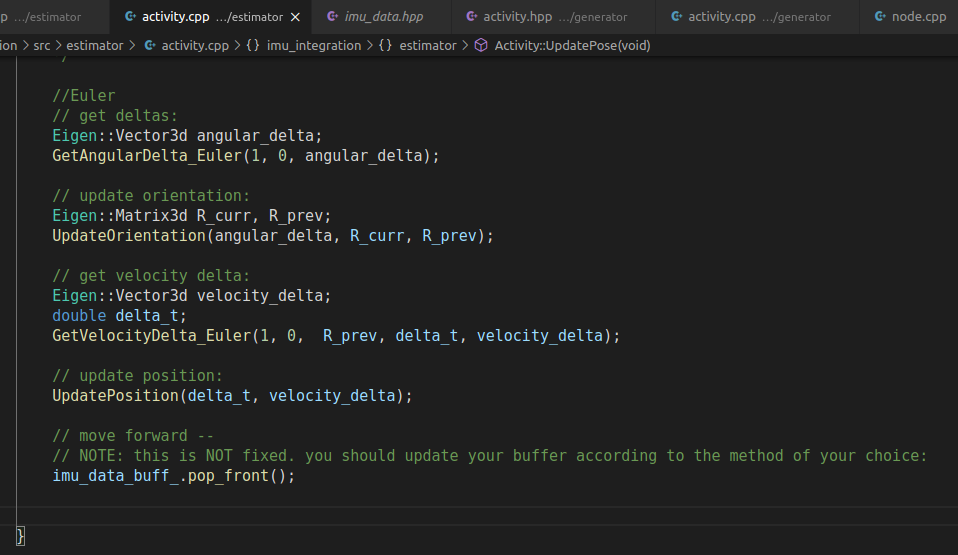 p .../estimator activity.cpp .../estimator × imu_data.hpp activity.hpp .../generator activity.cpp .../generator node.cpp
ion > src > estimator > activity.cpp > {} imu_integration > {} estimator > Activity::UpdatePose(void)
//Euler
// get deltas:
Eigen::Vector3d angular_delta;
GetAngularDelta_Euler(1, 0, angular_delta);
// update orientation:
Eigen::Matrix3d R_curr, R_prev;
UpdateOrientation(angular_delta, R_curr, R_prev);
// get velocity delta:
Eigen::Vector3d velocity_delta;
double delta_t;
GetVelocityDelta_Euler(1, 0,  R_prev, delta_t, velocity_delta);
// update position:
UpdatePosition(delta_t, velocity_delta);
// move forward --
// NOTE: this is NOT fixed. you should update your buffer according to the method of your choice:
imu_data_buff_.pop_front();
}